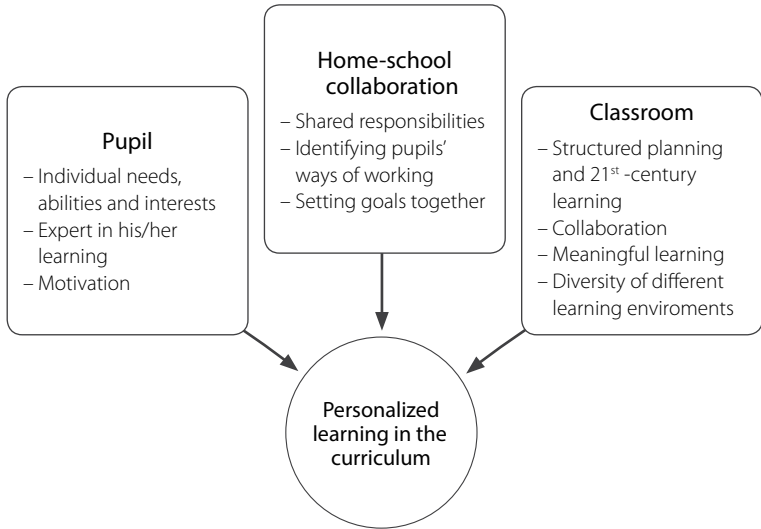 Pupil
– Individual needs,
abilities and interests
– Expert in his/her
learning
– Motivation
Home-school
collaboration
– Shared responsibilities
– Identifying pupils'
ways of working
– Setting goals together
Classroom
– Structured planning
and 21st -century
learning
– Collaboration
– Meaningful learning
– Diversity of different
learning enviroments
Personalized
learning in the
curriculum